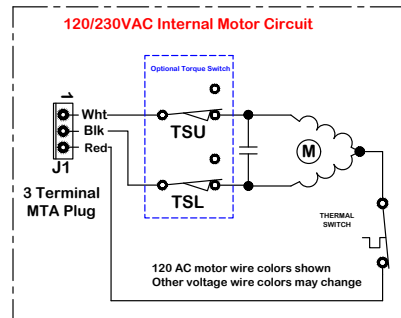 120/230VAC Internal Motor Circuit
Optional Torque Switch
1
Wht
Blk
Red
J1
3 Terminal
MTA Plug
TSU
TSL
M
THERMAL
SWITCH
120 AC motor wire colors shown
Other voltage wire colors may change